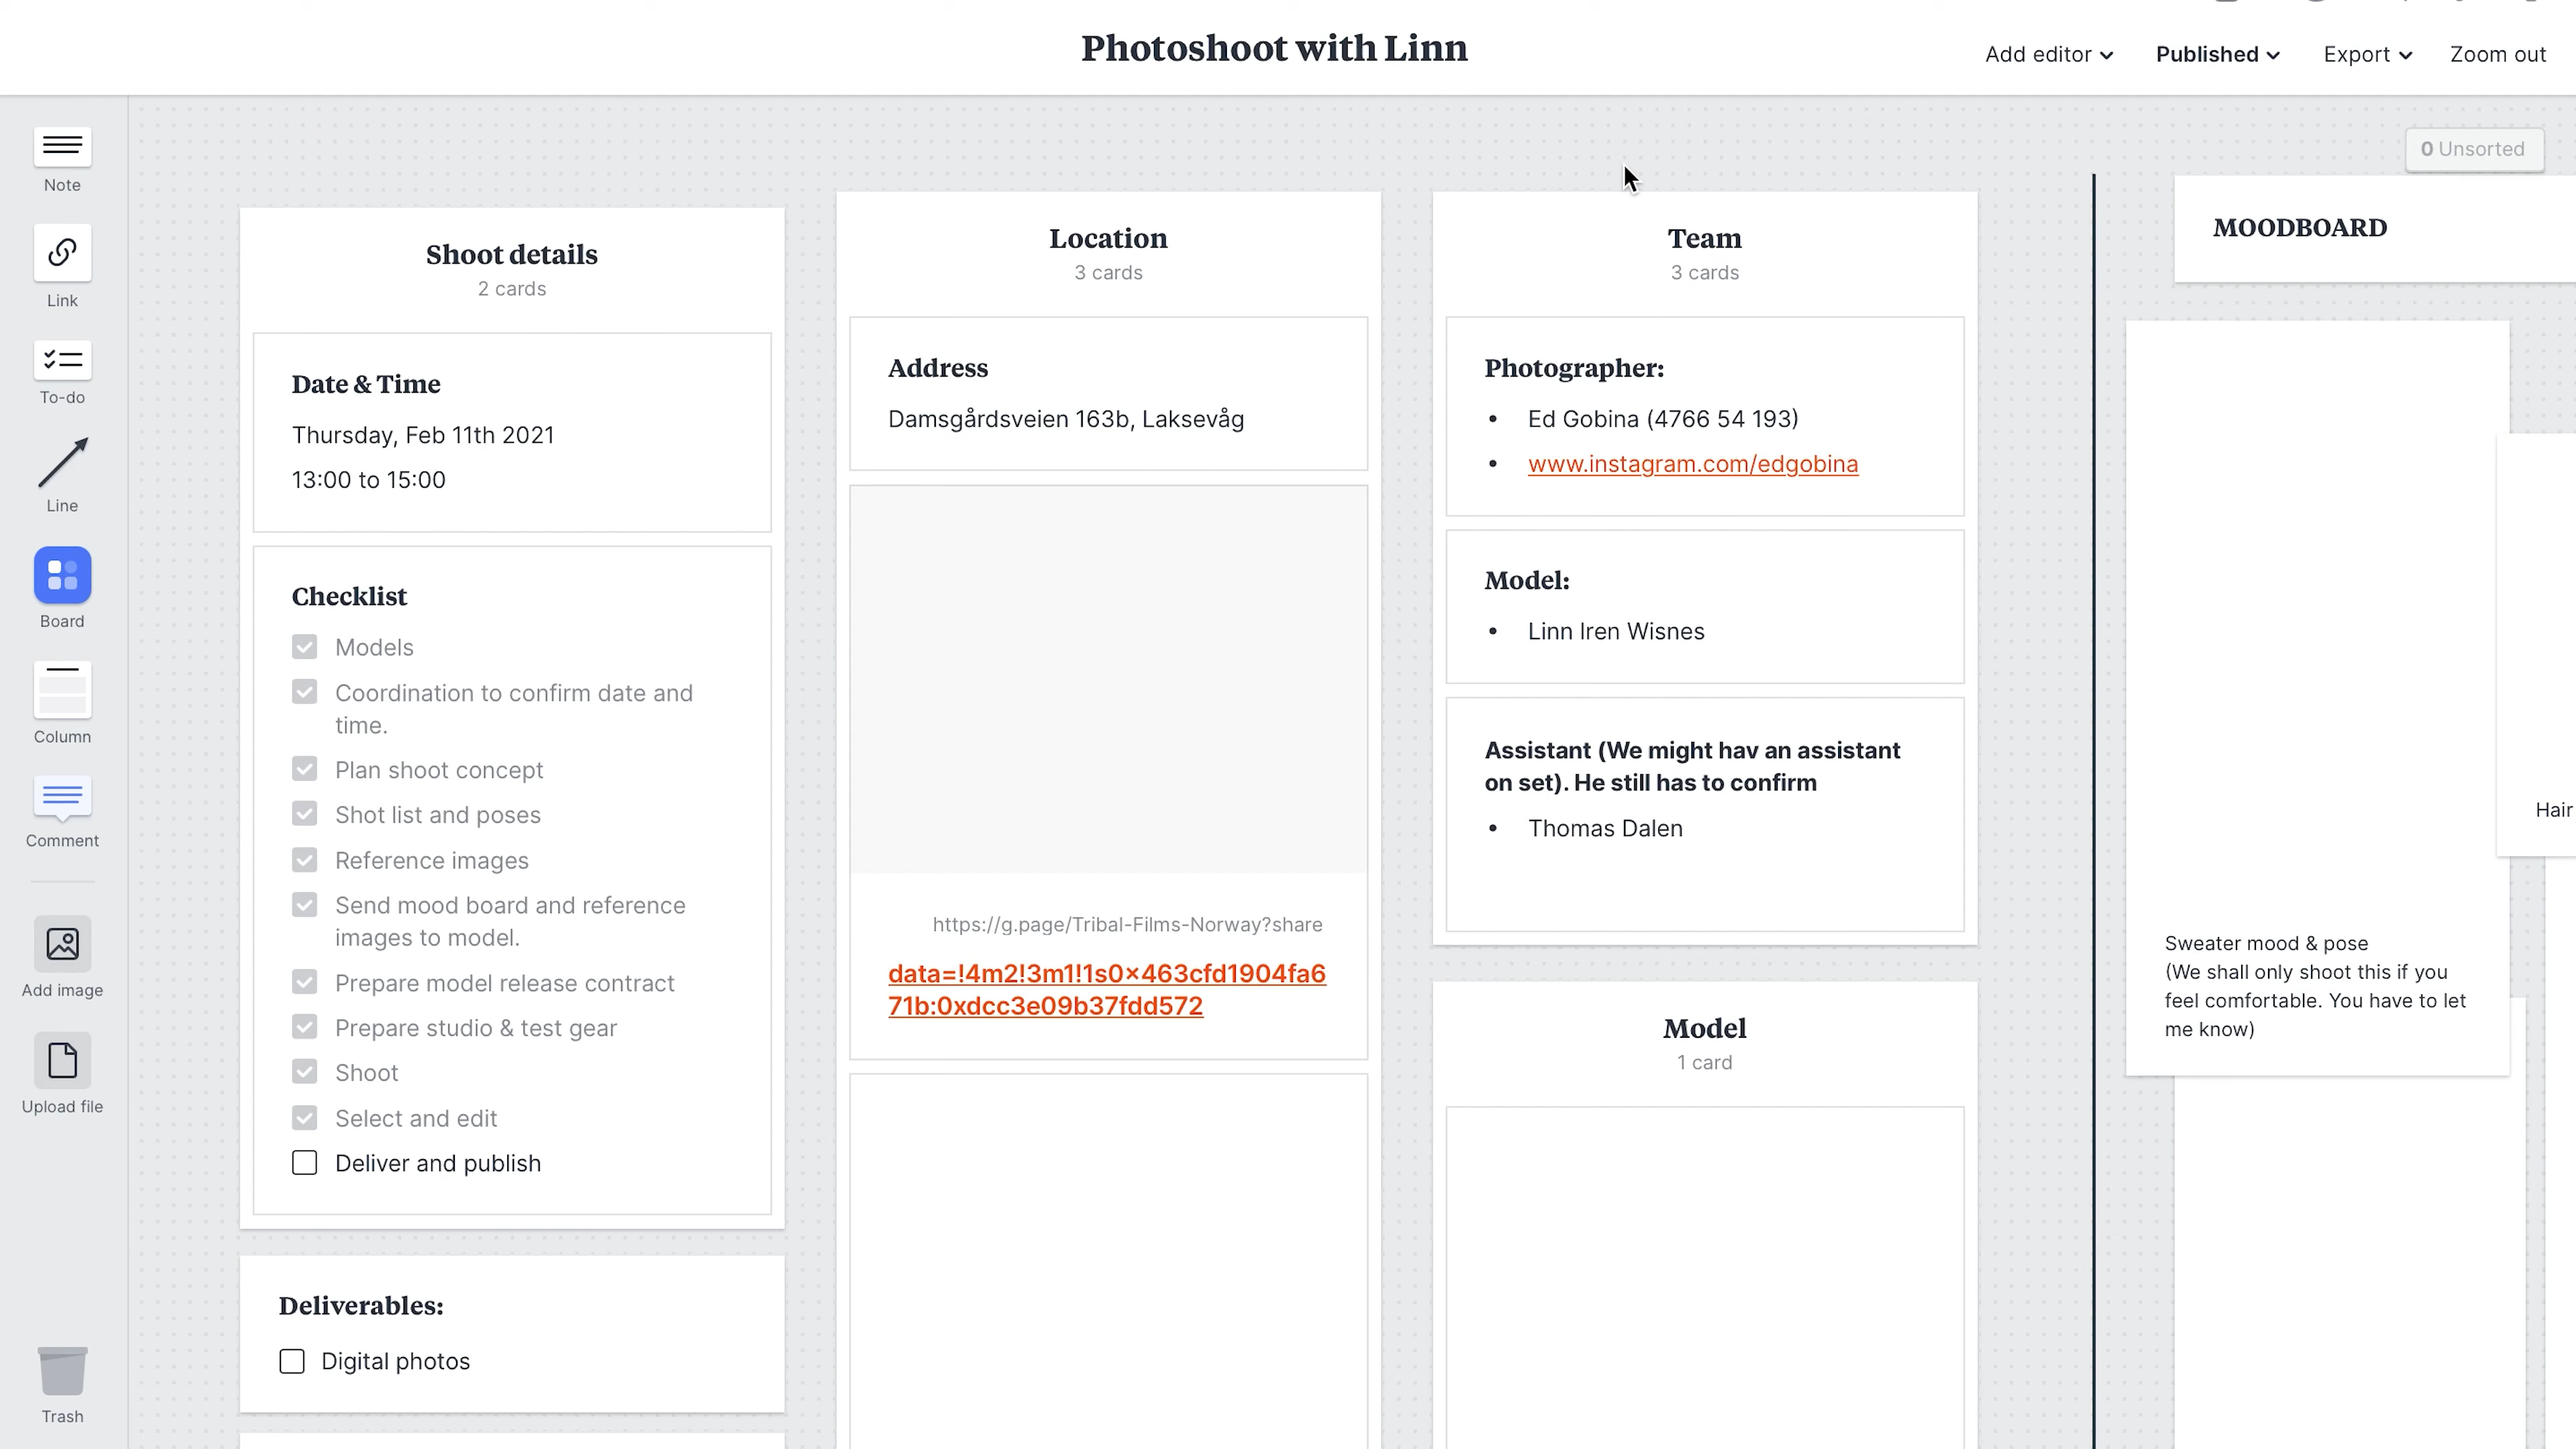 Photoshoot with Linn
Add editor
Published
Export
Zoom out
0 Unsorted
Note
Link
To-do
Line
Board
Column
Comment
Add image
Upload file
Trash
Shoot details
2 cards
Date & Time
Thursday, Feb 11th 2021
13:00 to 15:00
Checklist
Models
Coordination to confirm date and
time.
Plan shoot concept
Shot list and poses
Reference images
Send mood board and reference
images to model.
Prepare model release contract
Prepare studio & test gear
Shoot
Select and edit
Deliver and publish
Deliverables:
Digital photos
Location
3 cards
Address
Damsgårdsveien 163b, Laksevåg
https://g.page/Tribal-Films-Norway?share
data=!4m2!3m1!1s0×463cfd1904fa6
71b:0xdcc3e09b37fdd572
Team
3 cards
Photographer:
• Ed Gobina (4766 54 193)
• www.instagram.com/edgobina
Model:
• Linn Iren Wisnes
Assistant (We might hav an assistant
on set). He still has to confirm
• Thomas Dalen
Model
1 card
MOODBOARD
Sweater mood & pose
(We shall only shoot this if you
feel comfortable. You have to let
me know)
Hair